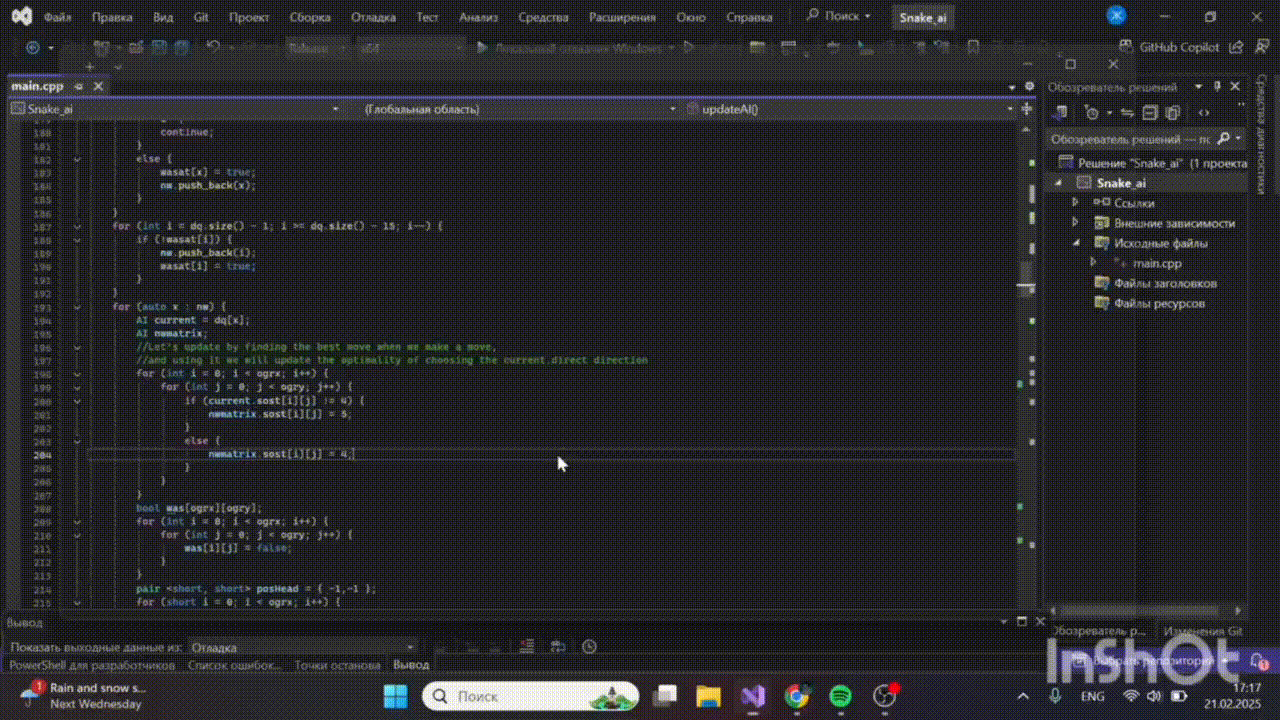 Файл Правка Вид Git Проект Сборка Отладка Тест Анализ Средства Расширения Окно Справка Поиск Snake_ai Ж
Release x64 Локальный отладчик Windows GitHub Copilot
main.cpp
Обозреватель решений
Snake_ai (Глобальная область) updateAI()
Обозреватель решений — по
Решение "Snake_ai" (1 проекта
Snake_ai
Ссылки
Внешние зависимости
Исходные файлы
main.cpp
Файлы заголовков
Файлы ресурсов
Средства диагностики
180 continue;
181 }
182 else {
183 wasat[x] = true;
184 nw.push_back(x);
185 }
186 }
187 for (int i = dq.size() - 1; i >= dq.size() - 15; i--) {
188 if (!wasat[i]) {
189 nw.push_back(i);
190 wasat[i] = true;
191 }
192 }
193 for (auto x : nw) {
194 AI current = dq[x];
195 AI nwmatrix;
196 //Let's update by finding the best move when we make a move,
197 //and using it we will update the optimality of choosing the current.direct direction
198 for (int i = 0; i < ogrx; i++) {
199 for (int j = 0; j < ogry; j++) {
200 if (current.sost[i][j] != 4) {
201 nwmatrix.sost[i][j] = 5;
202 }
203 else {
204 nwmatrix.sost[i][j] = 4;
205 }
206 }
207 }
208 bool was[ogrx][ogry];
209 for (int i = 0; i < ogrx; i++) {
210 for (int j = 0; j < ogry; j++) {
211 was[i][j] = false;
212 }
213 }
214 pair <short, short> posHead = { -1,-1 };
215 for (short i = 0; i < ogrx; i++) {
Вывод
Показать выходные данные из: Отладка
Обозреватель р... Изменения Git
PowerShell для разработчиков Список ошибок... Точки останова Вывод
Выбрать репозиторий
InShOt
1 Rain and snow s...
Next Wednesday
Поиск
ENG
17:17
21.02.2025